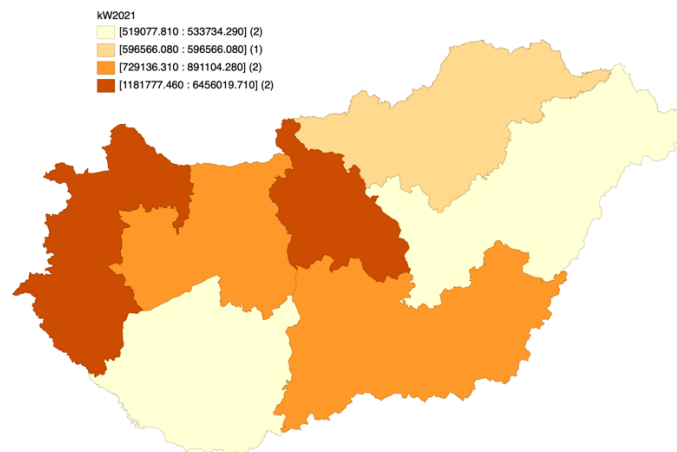 kW2021
[519077.810 : 533734.290] (2)
[596566.080 : 596566.080] (1)
[729136.310 : 891104.280] (2)
[1181777.460 : 6456019.710] (2)